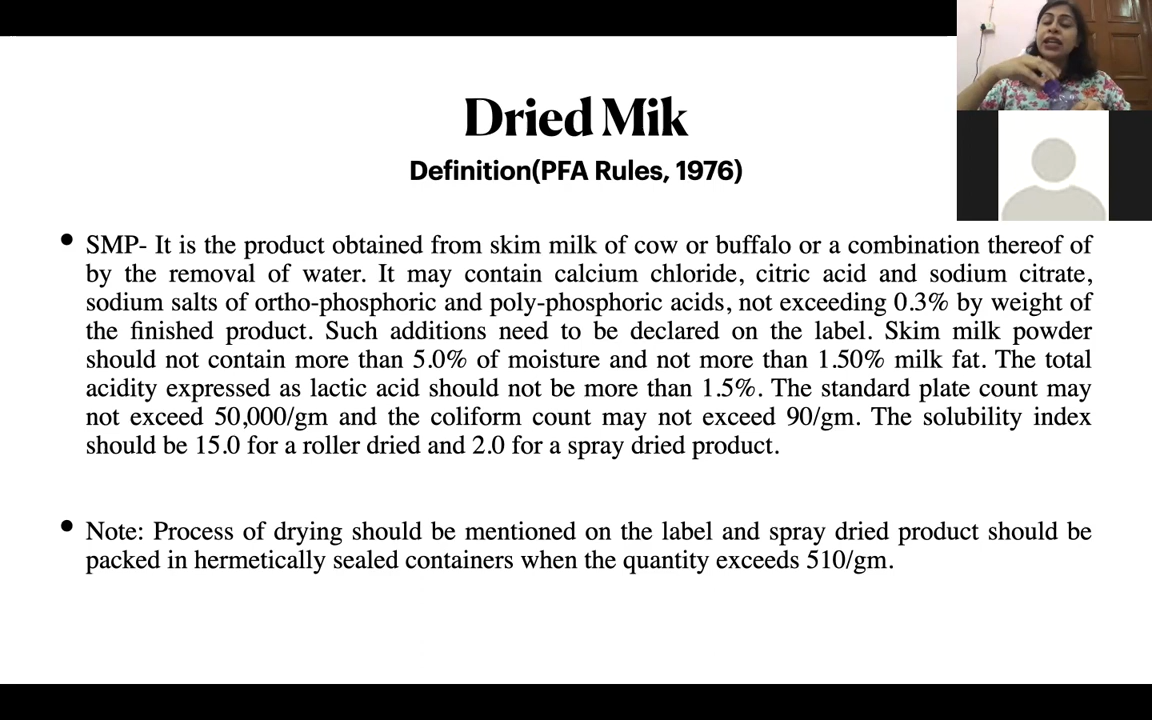 Dried Mik
Definition(PFA Rules, 1976)
• SMP- It is the product obtained from skim milk of cow or buffalo or a combination thereof of
by the removal of water. It may contain calcium chloride, citric acid and sodium citrate,
sodium salts of ortho-phosphoric and poly-phosphoric acids, not exceeding 0.3% by weight of
the finished product. Such additions need to be declared on the label. Skim milk powder
should not contain more than 5.0% of moisture and not more than 1.50% milk fat. The total
acidity expressed as lactic acid should not be more than 1.5%. The standard plate count may
not exceed 50,000/gm and the coliform count may not exceed 90/gm. The solubility index
should be 15.0 for a roller dried and 2.0 for a spray dried product.
• Note: Process of drying should be mentioned on the label and spray dried product should be
packed in hermetically sealed containers when the quantity exceeds 510/gm.